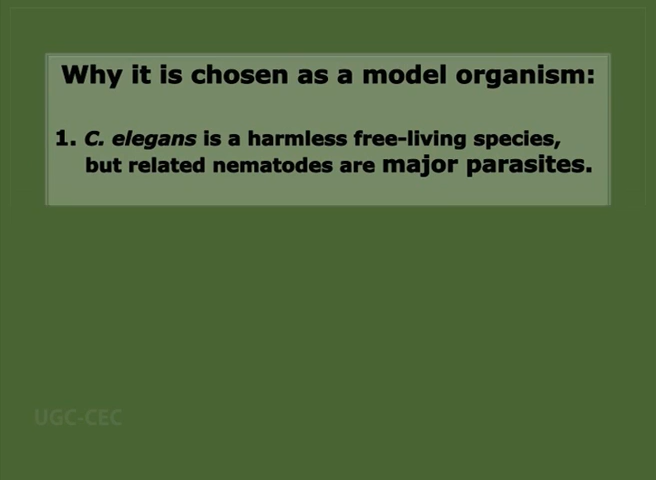 Why it is chosen as a model organism:
1. C. elegans is a harmless free-living species,
but related nematodes are major parasites.
UGC-CEC